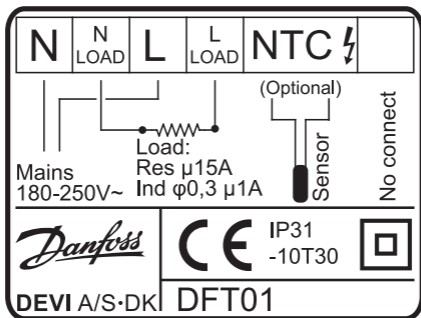 N N LOAD L L LOAD NTC
(Optional)
Load:
Res µ15A
Ind φ0,3 µ1A
Mains
180-250V~
Sensor
No connect
Danfoss
DEVI A/S·DK
CE
IP31
-10T30
DFT01